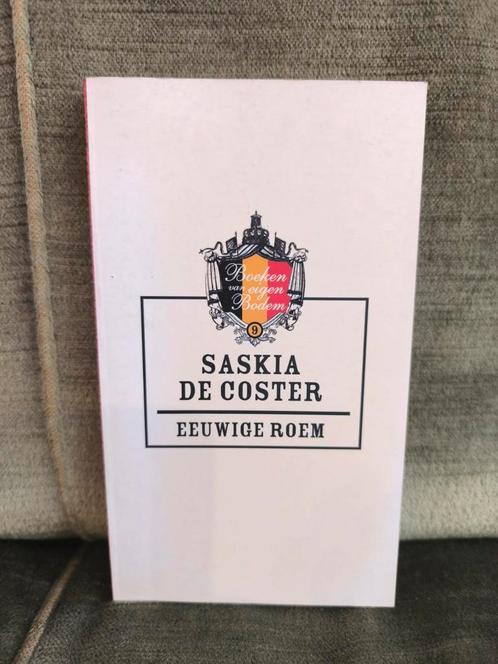 Boeken
van eigen
Bodem
9
SASKIA
DE COSTER
EEUWIGE ROEM